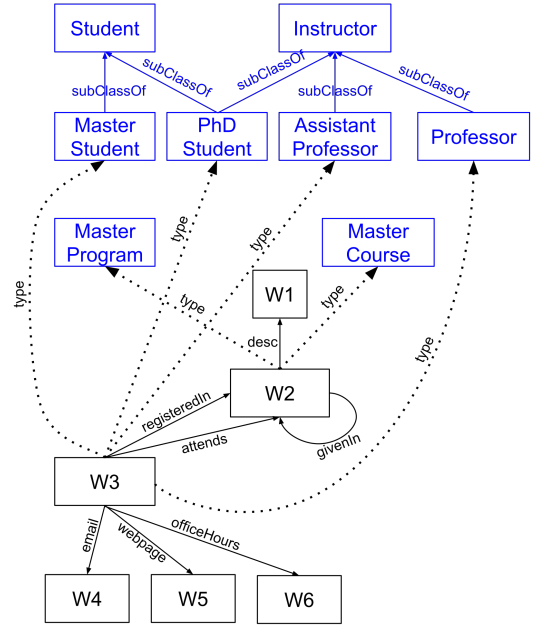 Student
Instructor
subClassOf
subClassOf
subClassOf
subClassOf
subClassOf
Master
Student
PhD
Student
Assistant
Professor
Professor
type
type
Master
Program
Master
Course
type
type
type
W1
type
desc
W2
registeredIn
attends
givenIn
W3
email
webpage
officeHours
W4
W5
W6